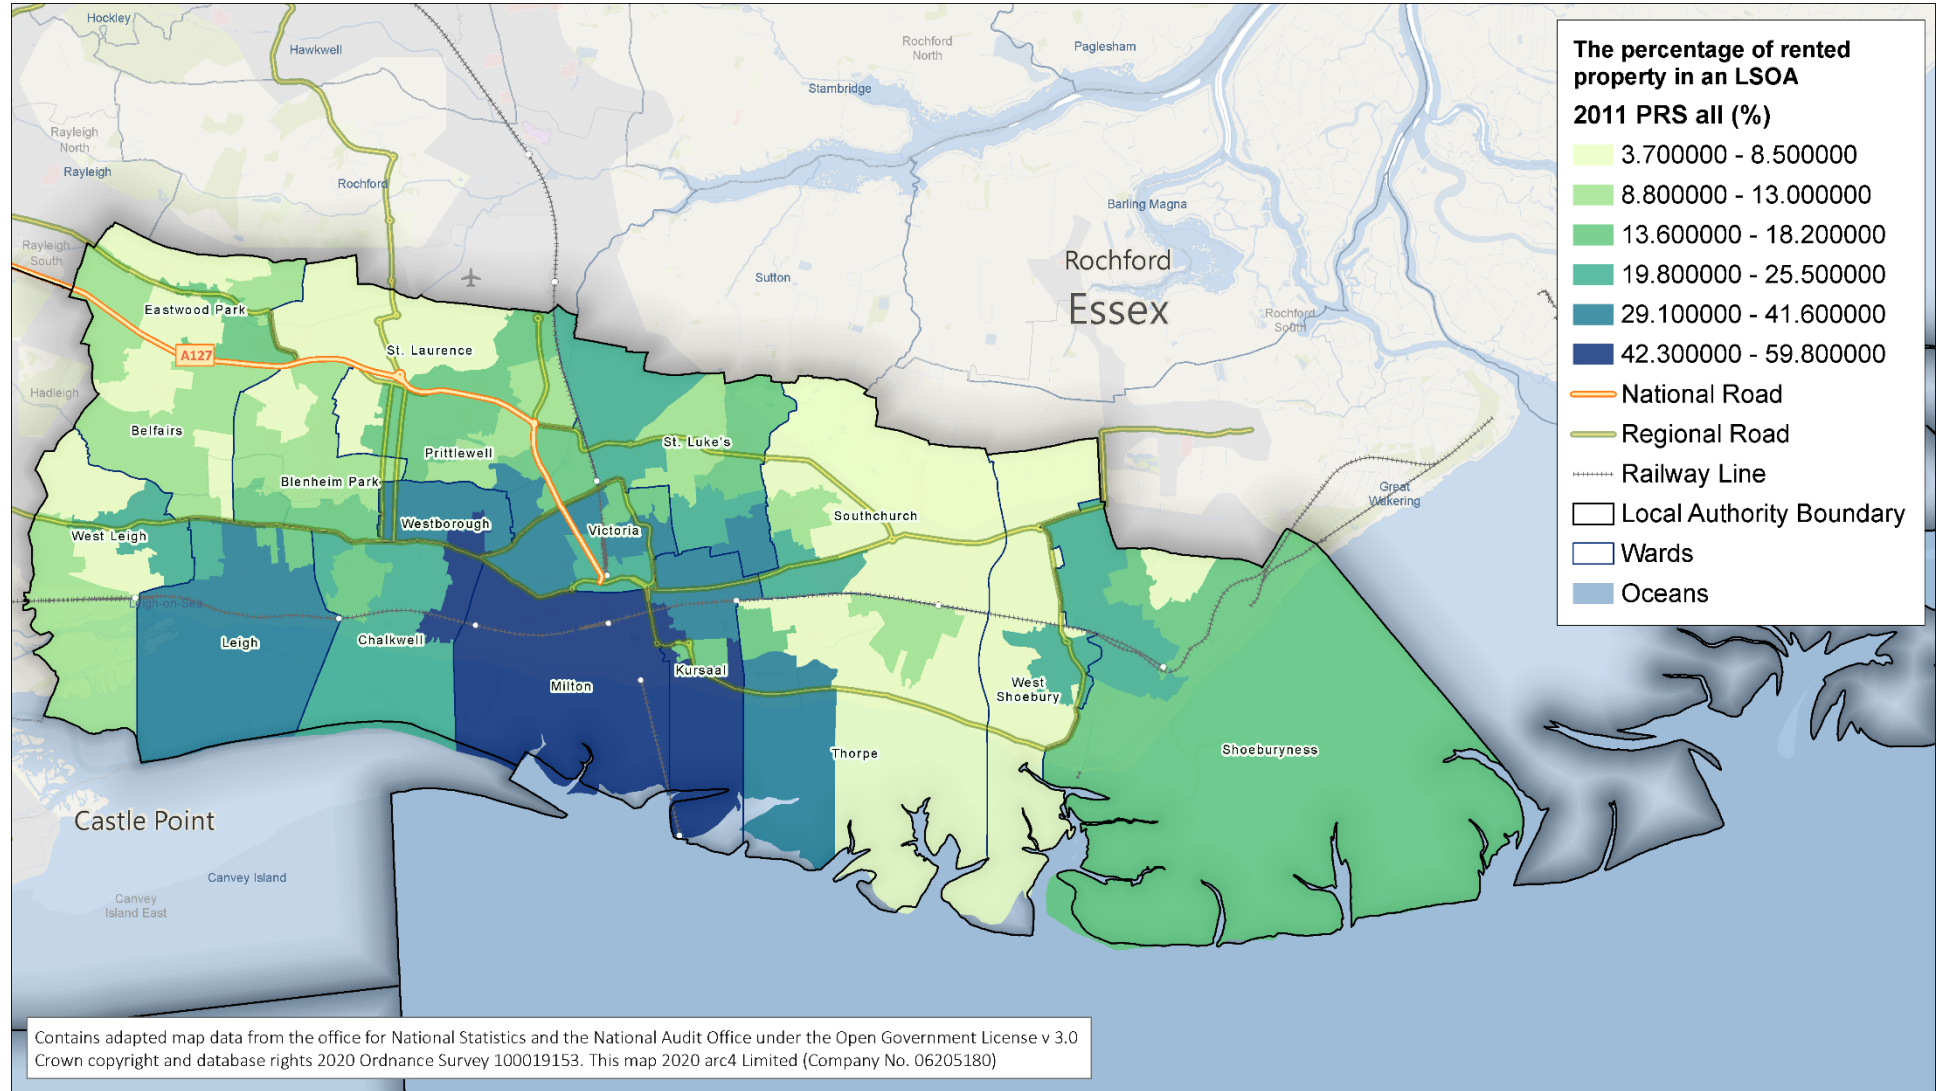 Hockley
Hawkwell
Rochford
North
Paglesham
Stambridge
Rayleigh
North
Rayleigh
Rochford
Barling Magna
Rayleigh
South
Sutton
Rochford
Essex
Rochford
South
Eastwood Park
A127
St. Laurence
Hadleigh
Belfairs
Prittlewell
St. Luke's
Blenheim Park
Great
Wakering
West Leigh
Westborough
Victoria
Southchurch
Leigh-on-Sea
Leigh
Chalkwell
Milton
Kursaal
West
Shoebury
Thorpe
Shoeburyness
Castle Point
Canvey Island
Canvey
Island East
The percentage of rented
property in an LSOA
2011 PRS all (%)
3.700000 - 8.500000
8.800000 - 13.000000
13.600000 - 18.200000
19.800000 - 25.500000
29.100000 - 41.600000
42.300000 - 59.800000
National Road
Regional Road
Railway Line
Local Authority Boundary
Wards
Oceans
Contains adapted map data from the office for National Statistics and the National Audit Office under the Open Government License v 3.0
Crown copyright and database rights 2020 Ordnance Survey 100019153. This map 2020 arc4 Limited (Company No. 06205180)